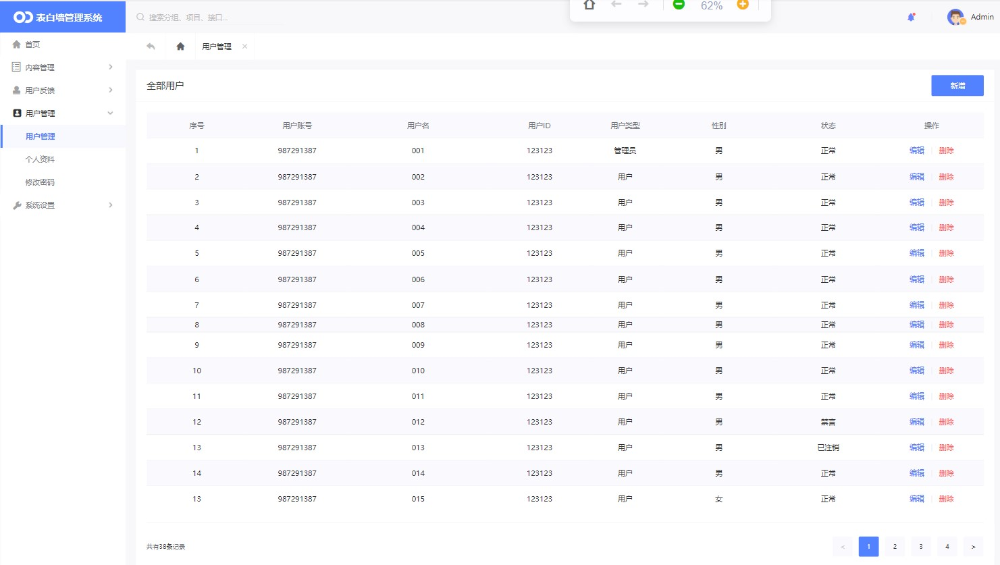 表白墙管理系统
搜索分组、项目、接口...
62%
Admin
首页
用户管理
内容管理
用户反馈
用户管理
用户管理
个人资料
修改密码
系统设置
全部用户
新增
序号 用户账号 用户名 用户ID 用户类型 性别 状态 操作
1 987291387 001 123123 管理员 男 正常 编辑 删除
2 987291387 002 123123 用户 男 正常 编辑 删除
3 987291387 003 123123 用户 男 正常 编辑 删除
4 987291387 004 123123 用户 男 正常 编辑 删除
5 987291387 005 123123 用户 男 正常 编辑 删除
6 987291387 006 123123 用户 男 正常 编辑 删除
7 987291387 007 123123 用户 男 正常 编辑 删除
8 987291387 008 123123 用户 男 正常 编辑 删除
9 987291387 009 123123 用户 男 正常 编辑 删除
10 987291387 010 123123 用户 男 正常 编辑 删除
11 987291387 011 123123 用户 男 正常 编辑 删除
12 987291387 012 123123 用户 男 禁言 编辑 删除
13 987291387 013 123123 用户 男 已注销 编辑 删除
14 987291387 014 123123 用户 男 正常 编辑 删除
13 987291387 015 123123 用户 女 正常 编辑 删除
共有38条记录
< 1 2 3 4 >